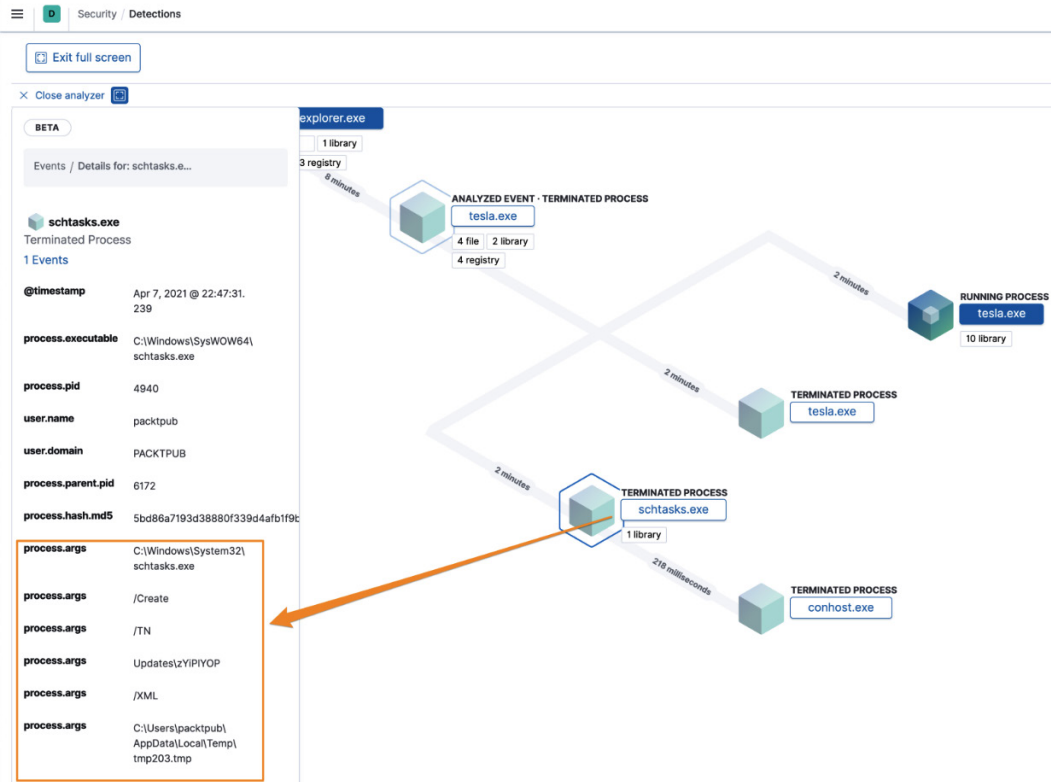 D Security / Detections
Exit full screen
Close analyzer
BETA
Events / Details for: schtasks.e...
schtasks.exe
Terminated Process
1 Events
@timestamp Apr 7, 2021 @ 22:47:31.
239
process.executable C:\Windows\SysWOW64\
schtasks.exe
process.pid 4940
user.name packtpub
user.domain PACKTPUB
process.parent.pid 6172
process.hash.md5 5bd86a7193d38880f339d4afb1f9b
process.args C:\Windows\System32\
schtasks.exe
process.args /Create
process.args /TN
process.args Updates\zYiPIYOP
process.args /XML
process.args C:\Users\packtpub\
AppData\Local\Temp\
tmp203.tmp
explorer.exe
1 library
3 registry
8 minutes
ANALYZED EVENT · TERMINATED PROCESS
tesla.exe
4 file 2 library
4 registry
2 minutes
RUNNING PROCESS
tesla.exe
10 library
2 minutes
TERMINATED PROCESS
tesla.exe
2 minutes
TERMINATED PROCESS
schtasks.exe
1 library
218 milliseconds
TERMINATED PROCESS
conhost.exe